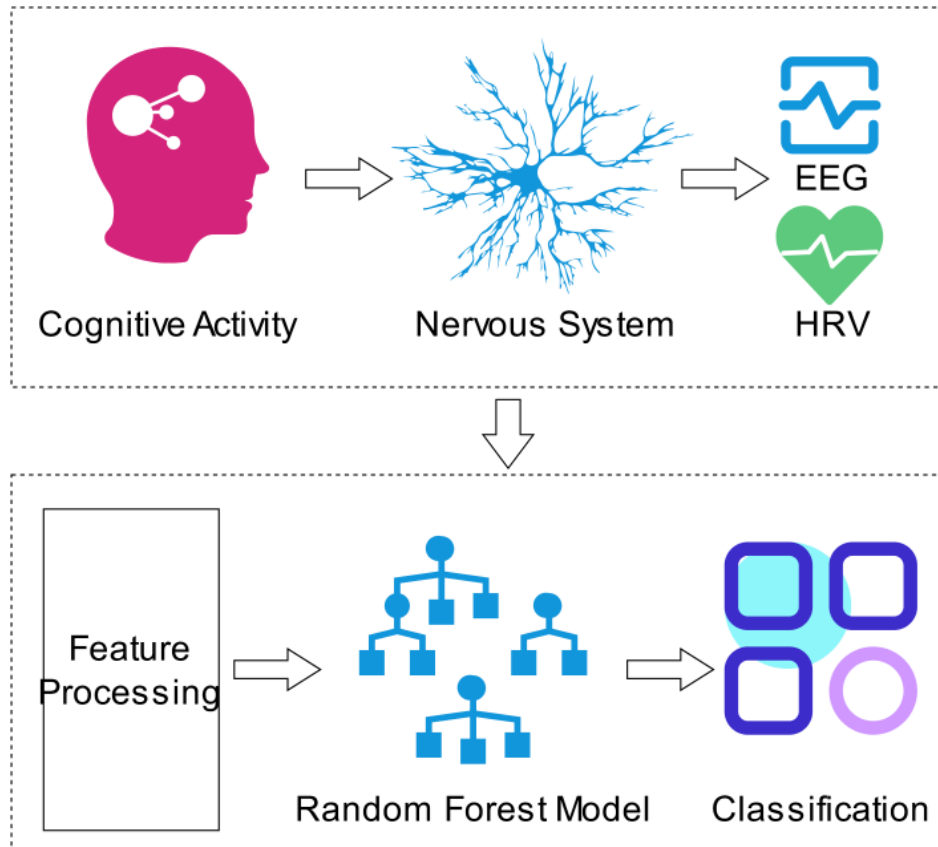 EEG
Cognitive Activity
Nervous System
HRV
Feature
Processing
Random Forest Model
Classification